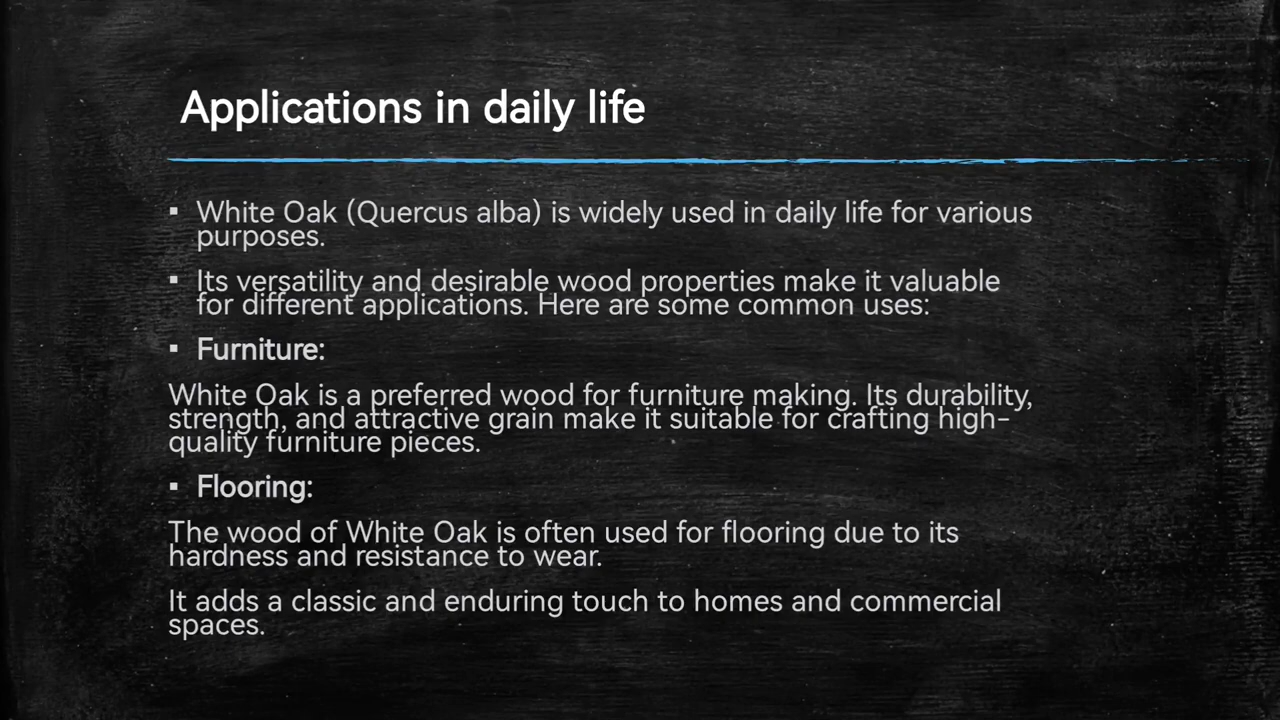 Applications in daily life
▪ White Oak (Quercus alba) is widely used in daily life for various
purposes.
▪ Its versatility and desirable wood properties make it valuable
for different applications. Here are some common uses:
▪ Furniture:
White Oak is a preferred wood for furniture making. Its durability,
strength, and attractive grain make it suitable for crafting high-
quality furniture pieces.
▪ Flooring:
The wood of White Oak is often used for flooring due to its
hardness and resistance to wear.
It adds a classic and enduring touch to homes and commercial
spaces.